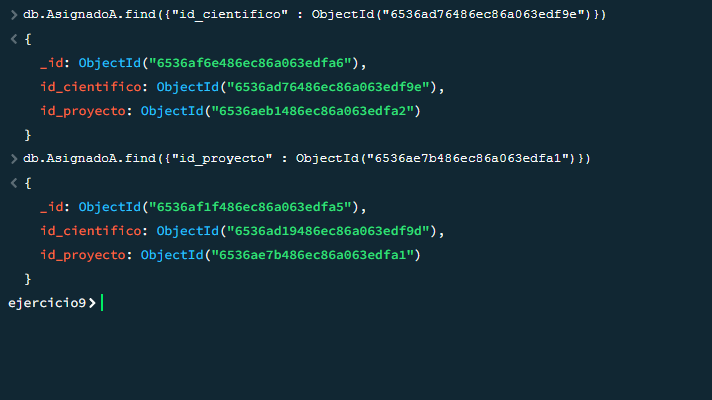 > db.AsignadoA.find({"id_cientifico" : ObjectId("6536ad76486ec86a063edf9e")})
< {
_id: ObjectId("6536af6e486ec86a063edfa6"),
id_cientifico: ObjectId("6536ad76486ec86a063edf9e"),
id_proyecto: ObjectId("6536aeb1486ec86a063edfa2")
}
> db.AsignadoA.find({"id_proyecto" : ObjectId("6536ae7b486ec86a063edfa1")})
< {
_id: ObjectId("6536af1f486ec86a063edfa5"),
id_cientifico: ObjectId("6536ad19486ec86a063edf9d"),
id_proyecto: ObjectId("6536ae7b486ec86a063edfa1")
}
ejercicio9>